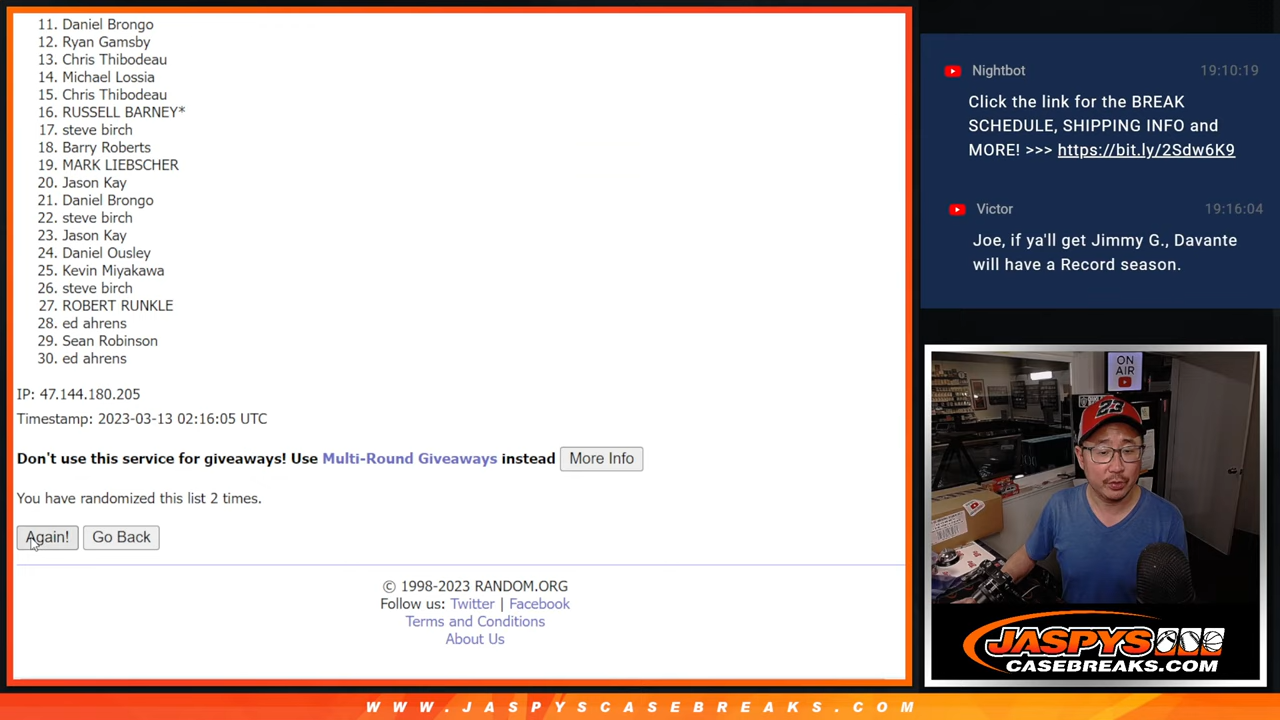 11. Daniel Brongo
12. Ryan Gamsby
13. Chris Thibodeau
14. Michael Lossia
15. Chris Thibodeau
16. RUSSELL BARNEY*
17. steve birch
18. Barry Roberts
19. MARK LIEBSCHER
20. Jason Kay
21. Daniel Brongo
22. steve birch
23. Jason Kay
24. Daniel Ousley
25. Kevin Miyakawa
26. steve birch
27. ROBERT RUNKLE
28. ed ahrens
29. Sean Robinson
30. ed ahrens
IP: 47.144.180.205
Timestamp: 2023-03-13 02:16:05 UTC
Don't use this service for giveaways! Use Multi-Round Giveaways instead More Info
You have randomized this list 2 times.
Again! Go Back
© 1998-2023 RANDOM.ORG
Follow us: Twitter | Facebook
Terms and Conditions
About Us
Nightbot 19:10:19
Click the link for the BREAK
SCHEDULE, SHIPPING INFO and
MORE! >>> https://bit.ly/2Sdw6K9
Victor 19:16:04
Joe, if ya'll get Jimmy G., Davante
will have a Record season.
ON
AIR
23
JASPYS
CASEBREAKS.COM
WWW.JASPYSCASEBREAKS.COM